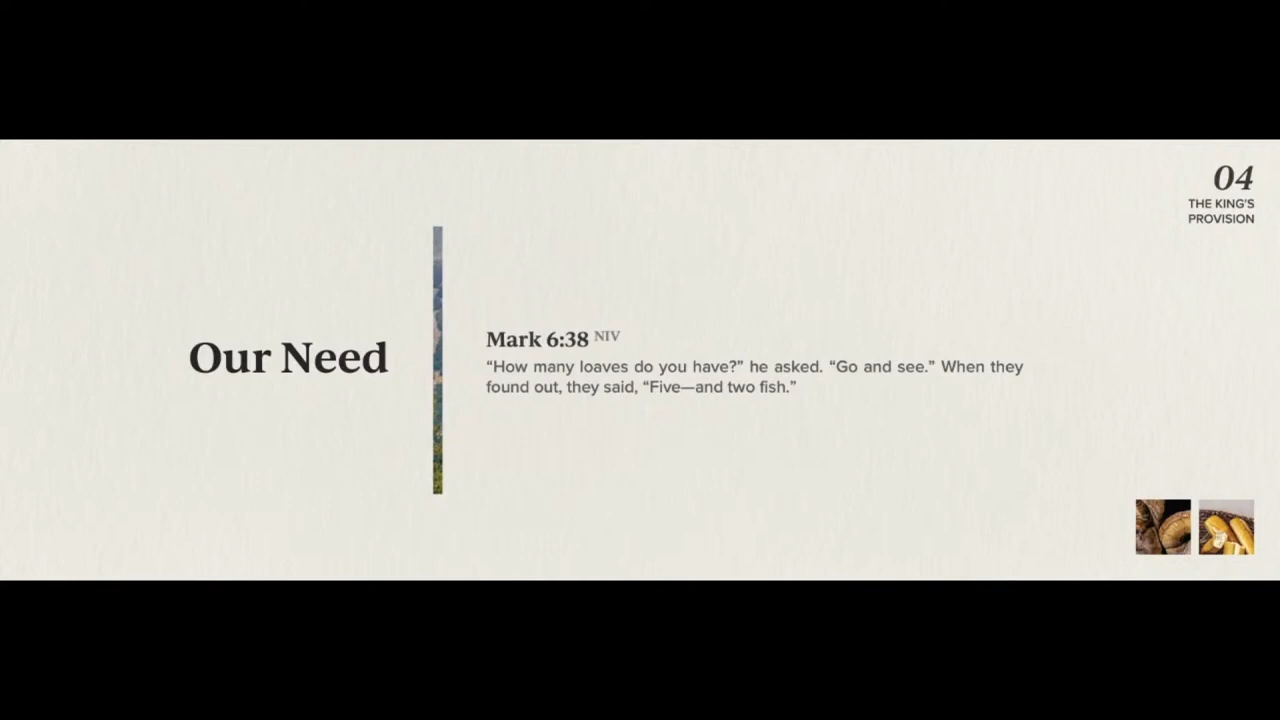 04
THE KING'S
PROVISION
Our Need
Mark 6:38 NIV
“How many loaves do you have?” he asked. “Go and see.” When they
found out, they said, “Five—and two fish.”